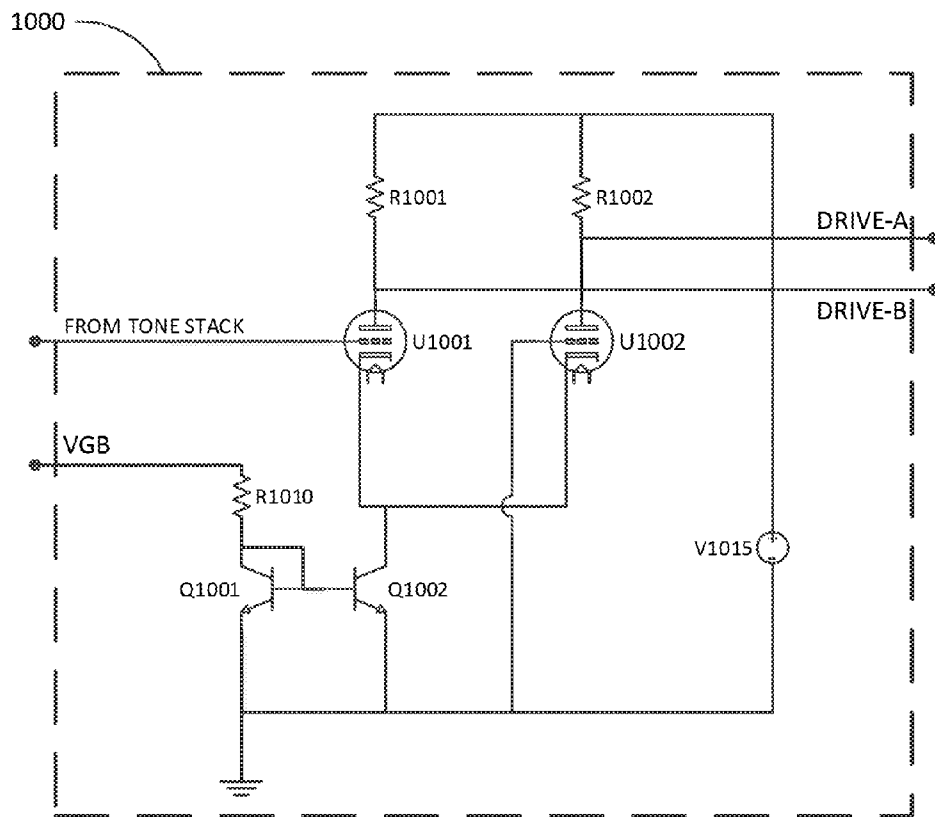 1000
R1001
R1002
DRIVE-A
DRIVE-B
FROM TONE STACK
U1001
U1002
VGB
R1010
V1015
Q1001
Q1002